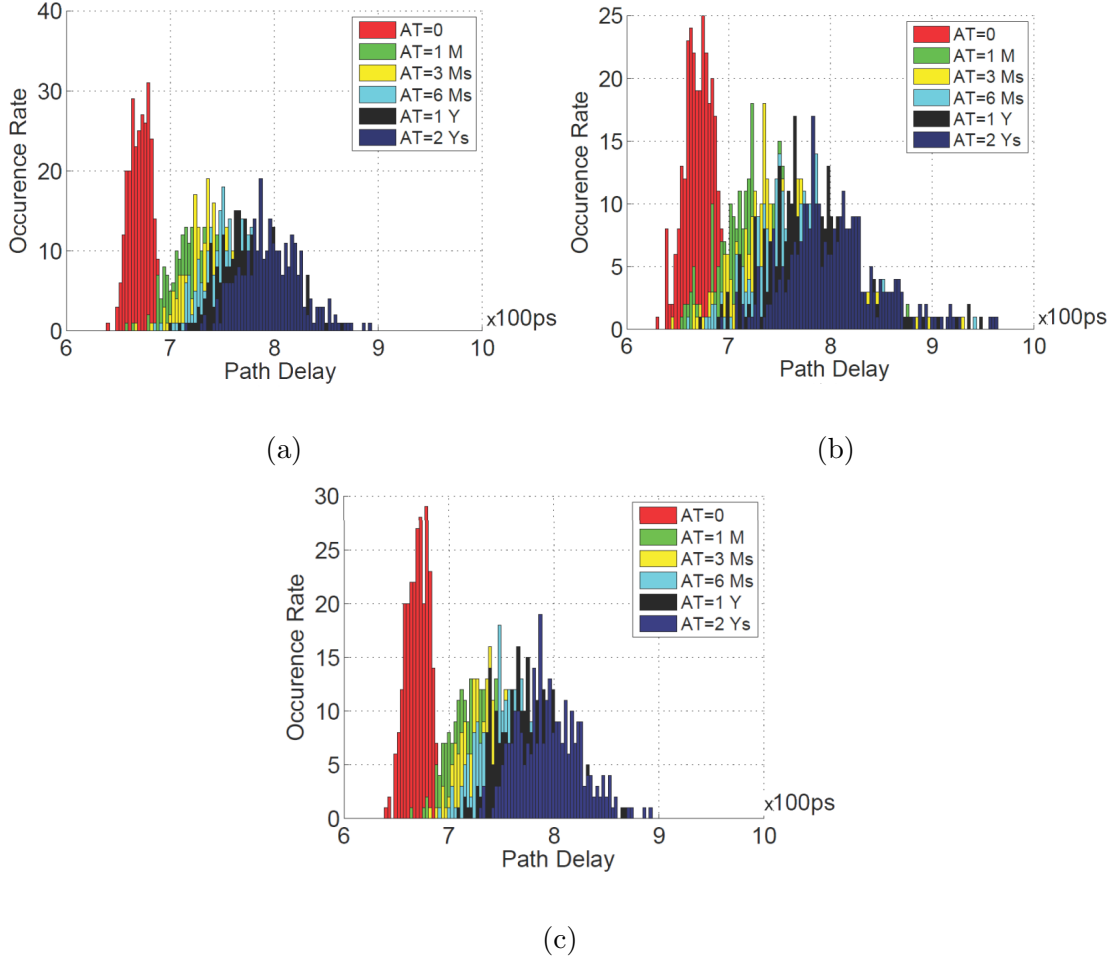 40
30
20
10
0
Occurence Rate
AT=0
AT=1 M
AT=3 Ms
AT=6 Ms
AT=1 Y
AT=2 Ys
6 7 8 9 10
x100ps
Path Delay
(a)
25
20
15
10
5
0
Occurence Rate
AT=0
AT=1 M
AT=3 Ms
AT=6 Ms
AT=1 Y
AT=2 Ys
6 7 8 9 10
x100ps
Path Delay
(b)
30
25
20
15
10
5
0
Occurence Rate
AT=0
AT=1 M
AT=3 Ms
AT=6 Ms
AT=1 Y
AT=2 Ys
6 7 8 9 10
x100ps
Path Delay
(c)